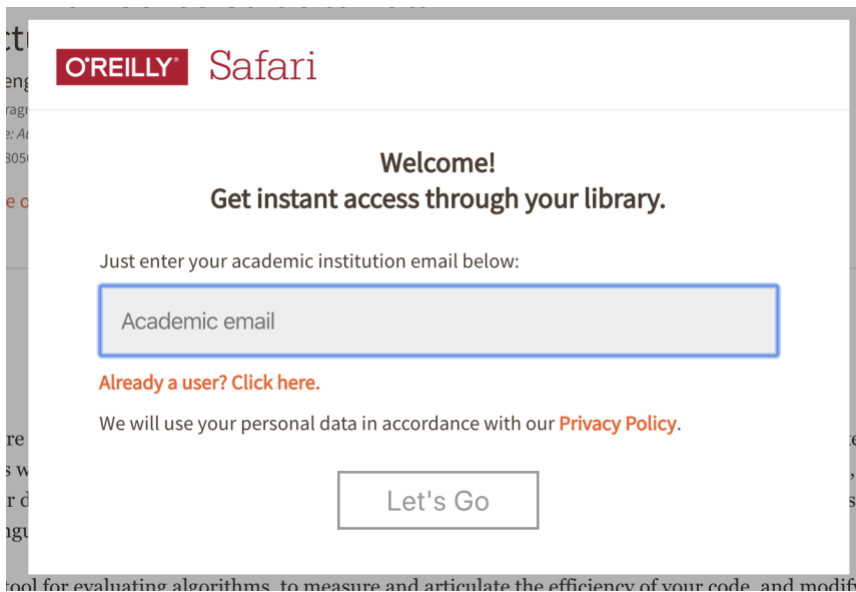 O'REILLY Safari
Welcome!
Get instant access through your library.
Just enter your academic institution email below:
Academic email
Already a user? Click here.
We will use your personal data in accordance with our Privacy Policy.
Let's Go
tool for evaluating algorithms, to measure and articulate the efficiency of your code, and modify